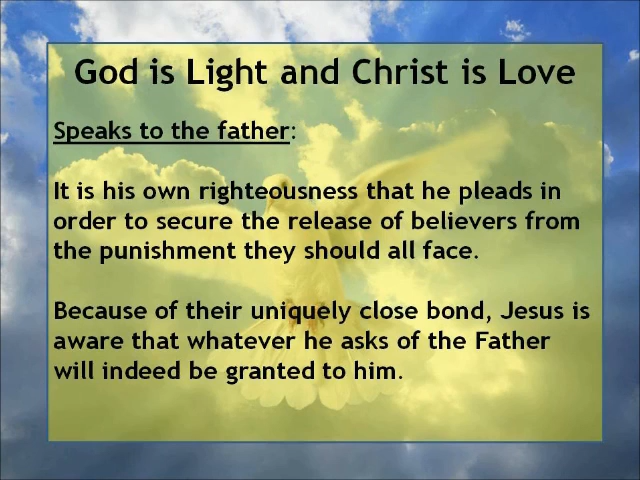 God is Light and Christ is Love
Speaks to the father:
It is his own righteousness that he pleads in
order to secure the release of believers from
the punishment they should all face.
Because of their uniquely close bond, Jesus is
aware that whatever he asks of the Father
will indeed be granted to him.